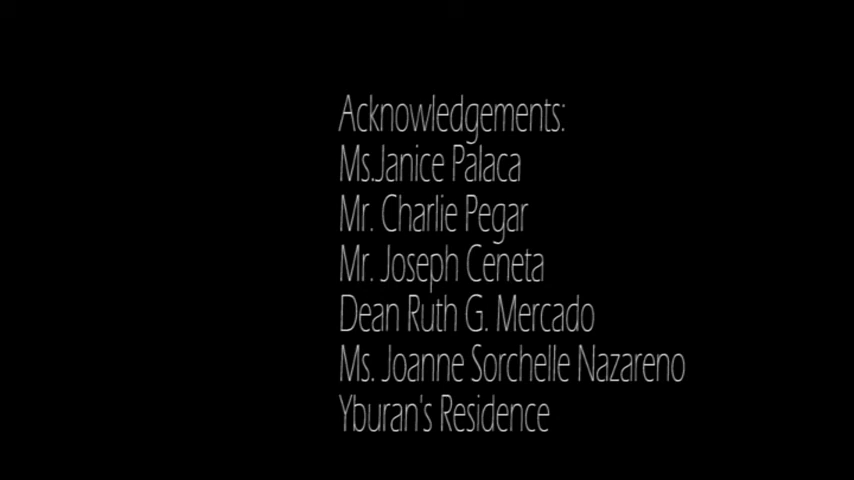 Acknowledgements:
Ms.Janice Palaca
Mr. Charlie Pegar
Mr. Joseph Ceneta
Dean Ruth G. Mercado
Ms. Joanne Sorchelle Nazareno
Yburan's Residence